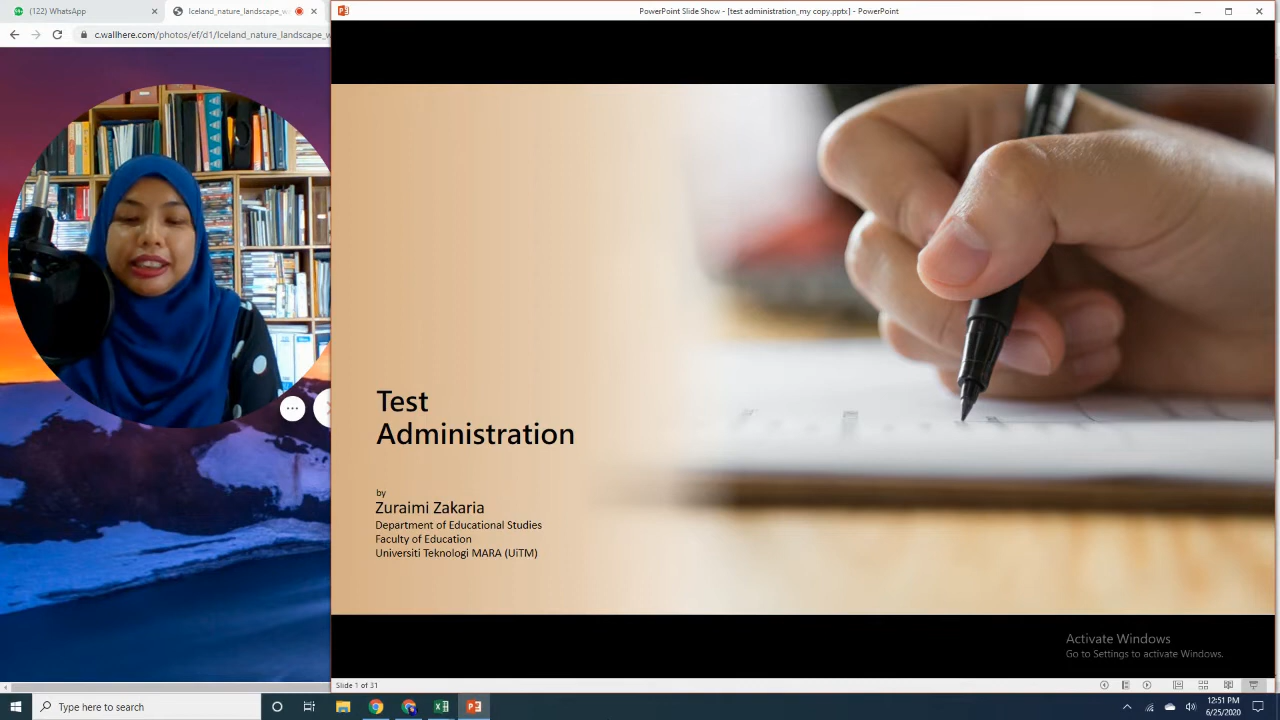 (122) WhatsApp
Iceland_nature_landscape_w
c.wallhere.com/photos/ef/d1/Iceland_nature_landscape_w
PowerPoint Slide Show - [test administration_my copy.pptx] - PowerPoint
Test
Administration
by
Zuraimi Zakaria
Department of Educational Studies
Faculty of Education
Universiti Teknologi MARA (UiTM)
Activate Windows
Go to Settings to activate Windows.
Slide 1 of 31
Type here to search
12:51 PM
6/25/2020